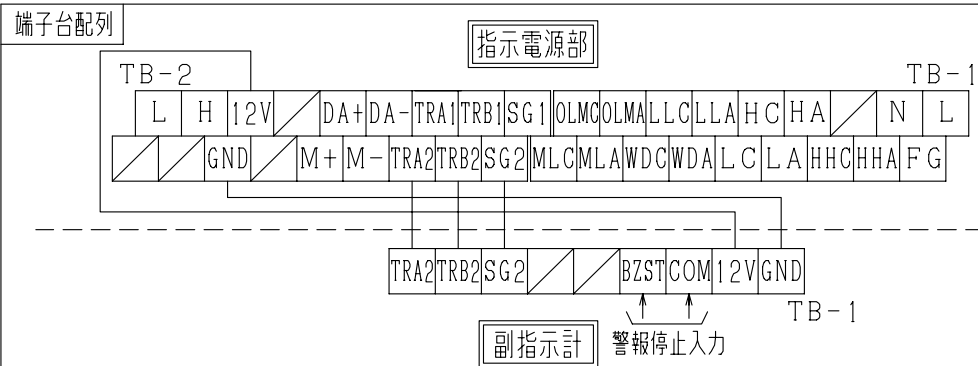 端子台配列
指示電源部
TB-2 TB-1
L H 12V DA+ DA- TRA1 TRB1 SG1 OLMC OLMA LLC LLA HC HA N L
GND M+ M- TRA2 TRB2 SG2 MLC MLA WDC WDA LC LA HHC HHA FG
TRA2 TRB2 SG2 BZST COM 12V GND
TB-1
副指示計 警報停止入力